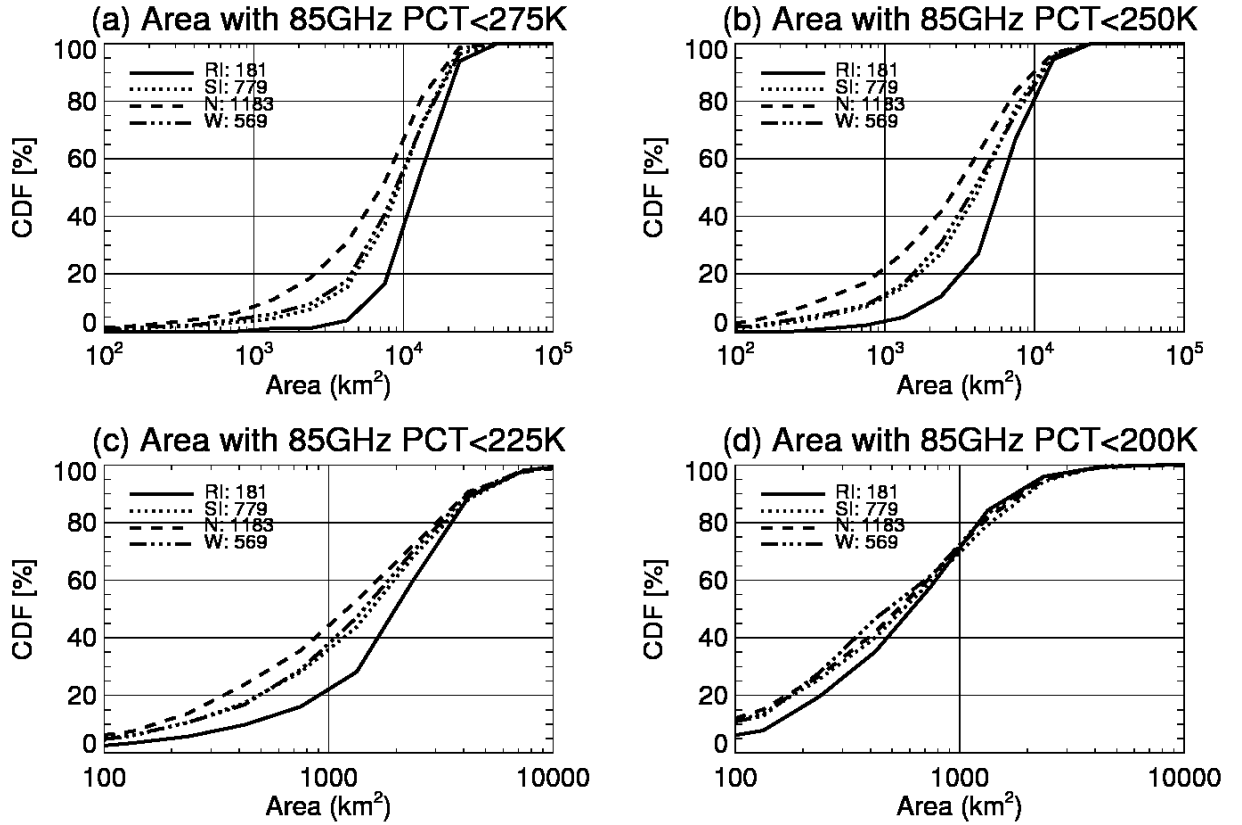 (a) Area with 85GHz PCT<275K
100
80
60
40
20
0
CDF [%]
RI: 181
SI: 779
N: 1183
W: 569
10²
10³
10⁴
10⁵
Area (km²)
(b) Area with 85GHz PCT<250K
100
80
60
40
20
0
CDF [%]
RI: 181
SI: 779
N: 1183
W: 569
10²
10³
10⁴
10⁵
Area (km²)
(c) Area with 85GHz PCT<225K
100
80
60
40
20
0
CDF [%]
RI: 181
SI: 779
N: 1183
W: 569
100
1000
10000
Area (km²)
(d) Area with 85GHz PCT<200K
100
80
60
40
20
0
CDF [%]
RI: 181
SI: 779
N: 1183
W: 569
100
1000
10000
Area (km²)